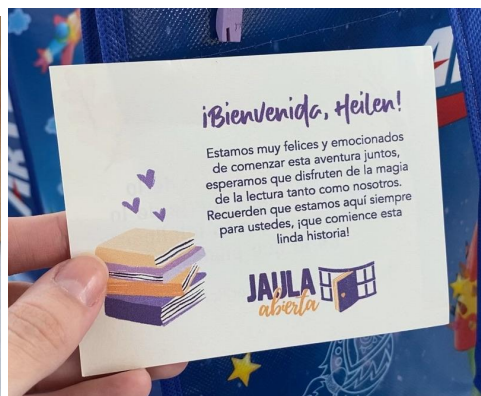 ¡Bienvenida, Heilen!
Estamos muy felices y emocionados
de comenzar esta aventura juntos,
esperamos que disfruten de la magia
de la lectura tanto como nosotros.
Recuerden que estamos aquí siempre
para ustedes, ¡que comience esta
linda historia!
JAULA
abierta